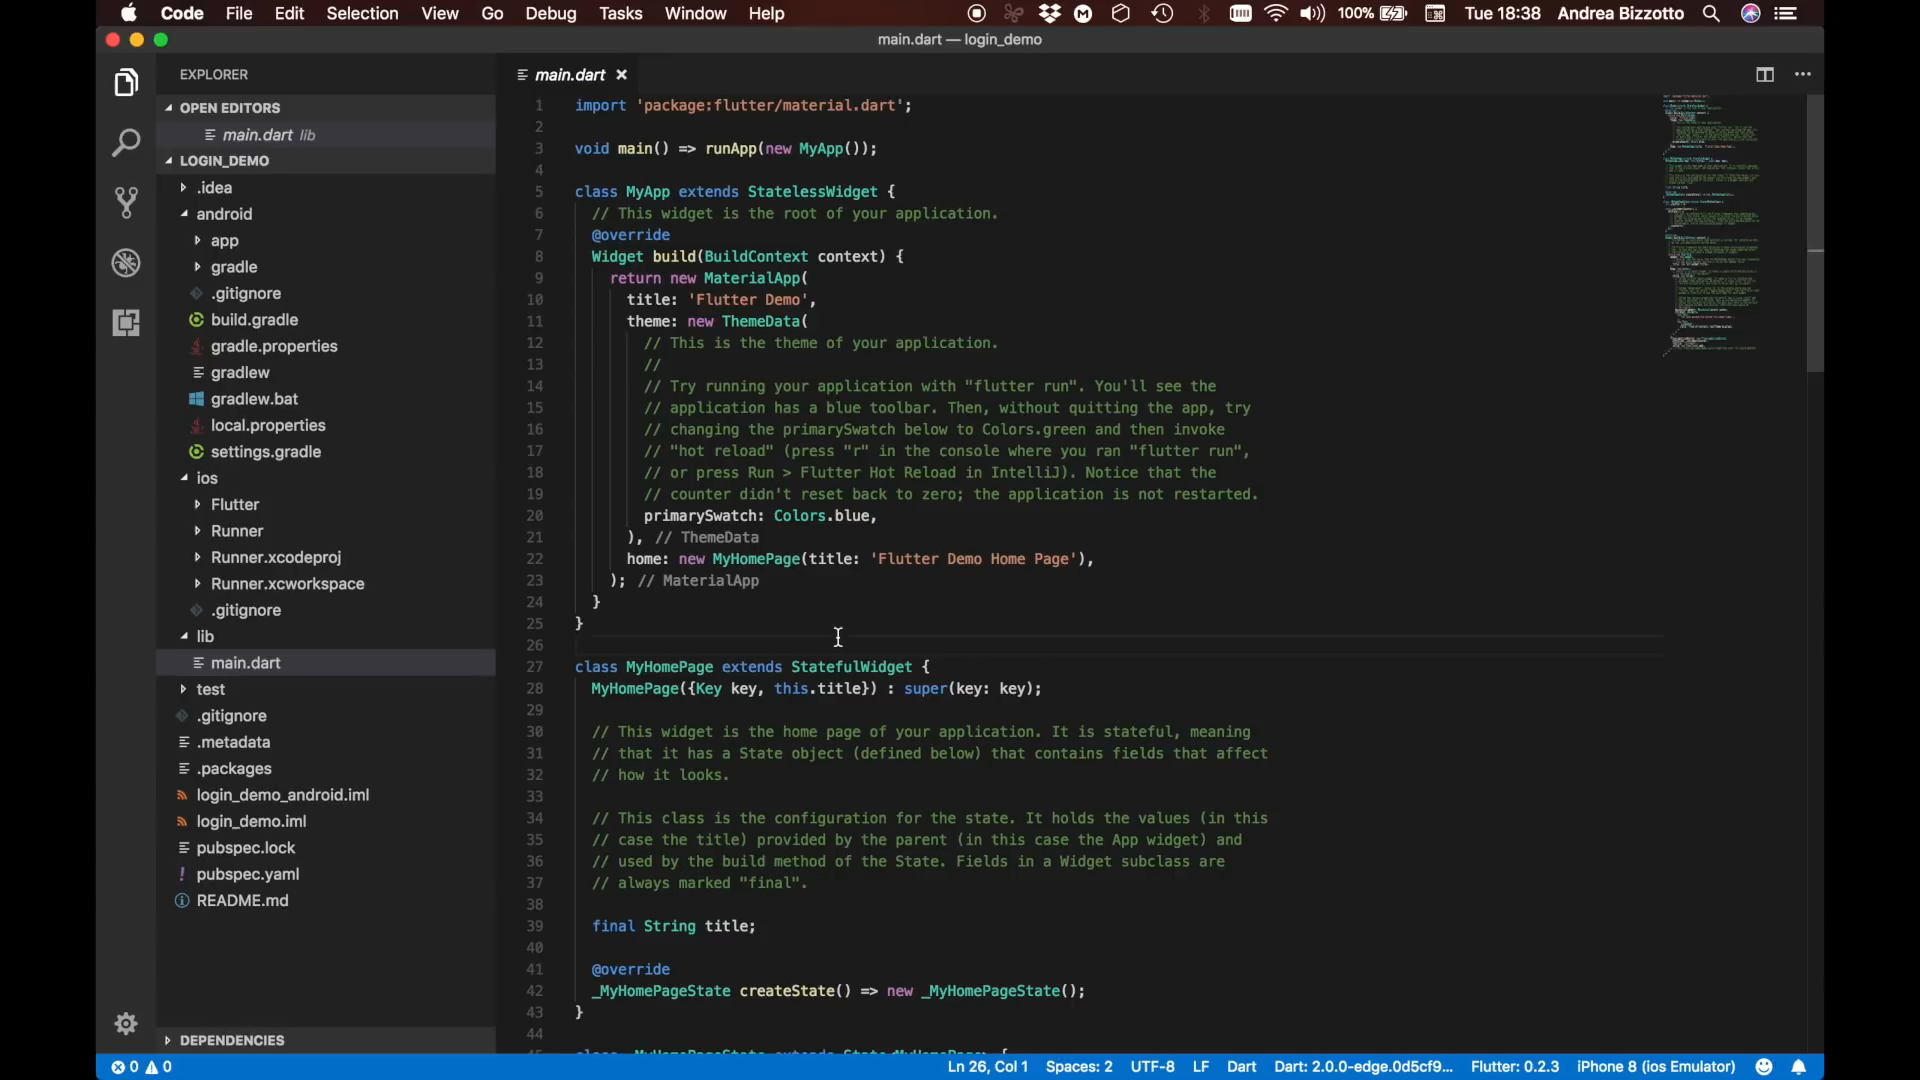 Code File Edit Selection View Go Debug Tasks Window Help 100% Tue 18:38 Andrea Bizzotto
main.dart — login_demo
EXPLORER
OPEN EDITORS
main.dart lib
LOGIN_DEMO
.idea
android
app
gradle
.gitignore
build.gradle
gradle.properties
gradlew
gradlew.bat
local.properties
settings.gradle
ios
Flutter
Runner
Runner.xcodeproj
Runner.xcworkspace
.gitignore
lib
main.dart
test
.gitignore
.metadata
.packages
login_demo_android.iml
login_demo.iml
pubspec.lock
pubspec.yaml
README.md
DEPENDENCIES
main.dart
1 import 'package:flutter/material.dart';
2
3 void main() => runApp(new MyApp());
4
5 class MyApp extends StatelessWidget {
6 // This widget is the root of your application.
7 @override
8 Widget build(BuildContext context) {
9 return new MaterialApp(
10 title: 'Flutter Demo',
11 theme: new ThemeData(
12 // This is the theme of your application.
13 //
14 // Try running your application with "flutter run". You'll see the
15 // application has a blue toolbar. Then, without quitting the app, try
16 // changing the primarySwatch below to Colors.green and then invoke
17 // "hot reload" (press "r" in the console where you ran "flutter run",
18 // or press Run > Flutter Hot Reload in IntelliJ). Notice that the
19 // counter didn't reset back to zero; the application is not restarted.
20 primarySwatch: Colors.blue,
21 ), // ThemeData
22 home: new MyHomePage(title: 'Flutter Demo Home Page'),
23 ); // MaterialApp
24 }
25 }
26
27 class MyHomePage extends StatefulWidget {
28 MyHomePage({Key key, this.title}) : super(key: key);
29
30 // This widget is the home page of your application. It is stateful, meaning
31 // that it has a State object (defined below) that contains fields that affect
32 // how it looks.
33
34 // This class is the configuration for the state. It holds the values (in this
35 // case the title) provided by the parent (in this case the App widget) and
36 // used by the build method of the State. Fields in a Widget subclass are
37 // always marked "final".
38
39 final String title;
40
41 @override
42 _MyHomePageState createState() => new _MyHomePageState();
43 }
44
0 0 Ln 26, Col 1 Spaces: 2 UTF-8 LF Dart Dart: 2.0.0-edge.0d5cf9... Flutter: 0.2.3 iPhone 8 (ios Emulator)